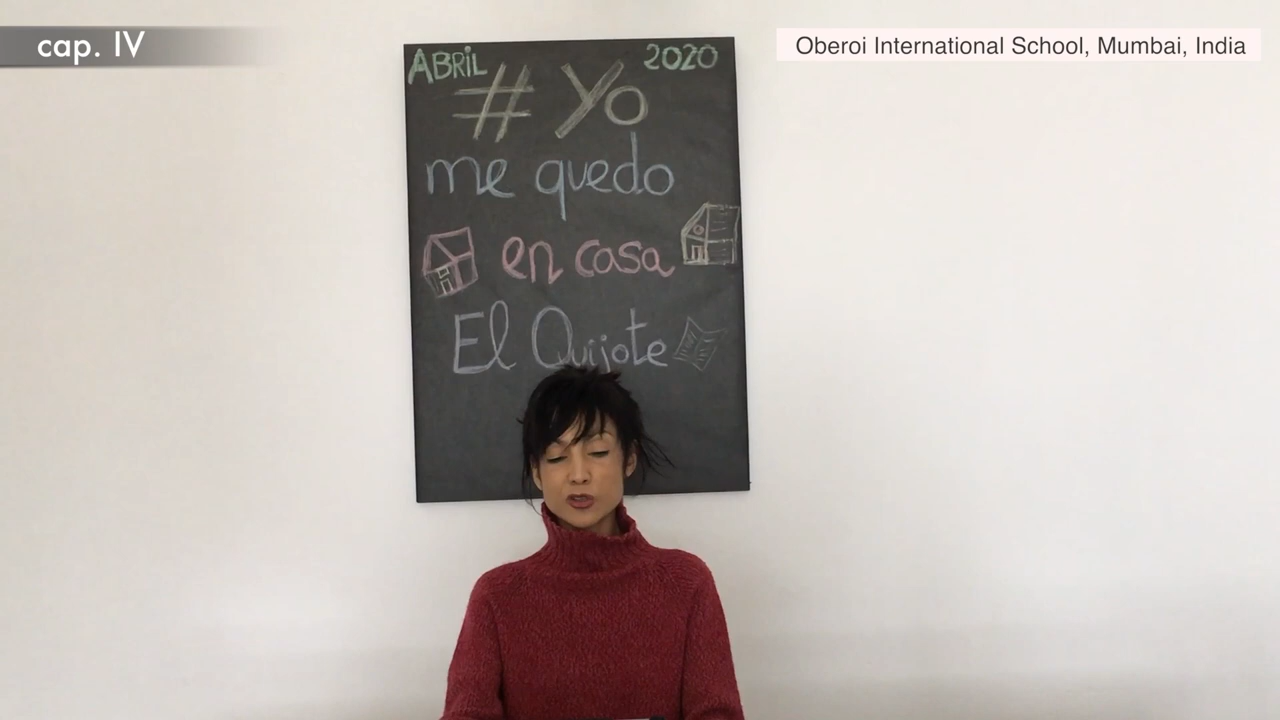 cap. IV
Oberoi International School, Mumbai, India
ABRIL 2020
# Yo
me quedo
en casa
El Quijote